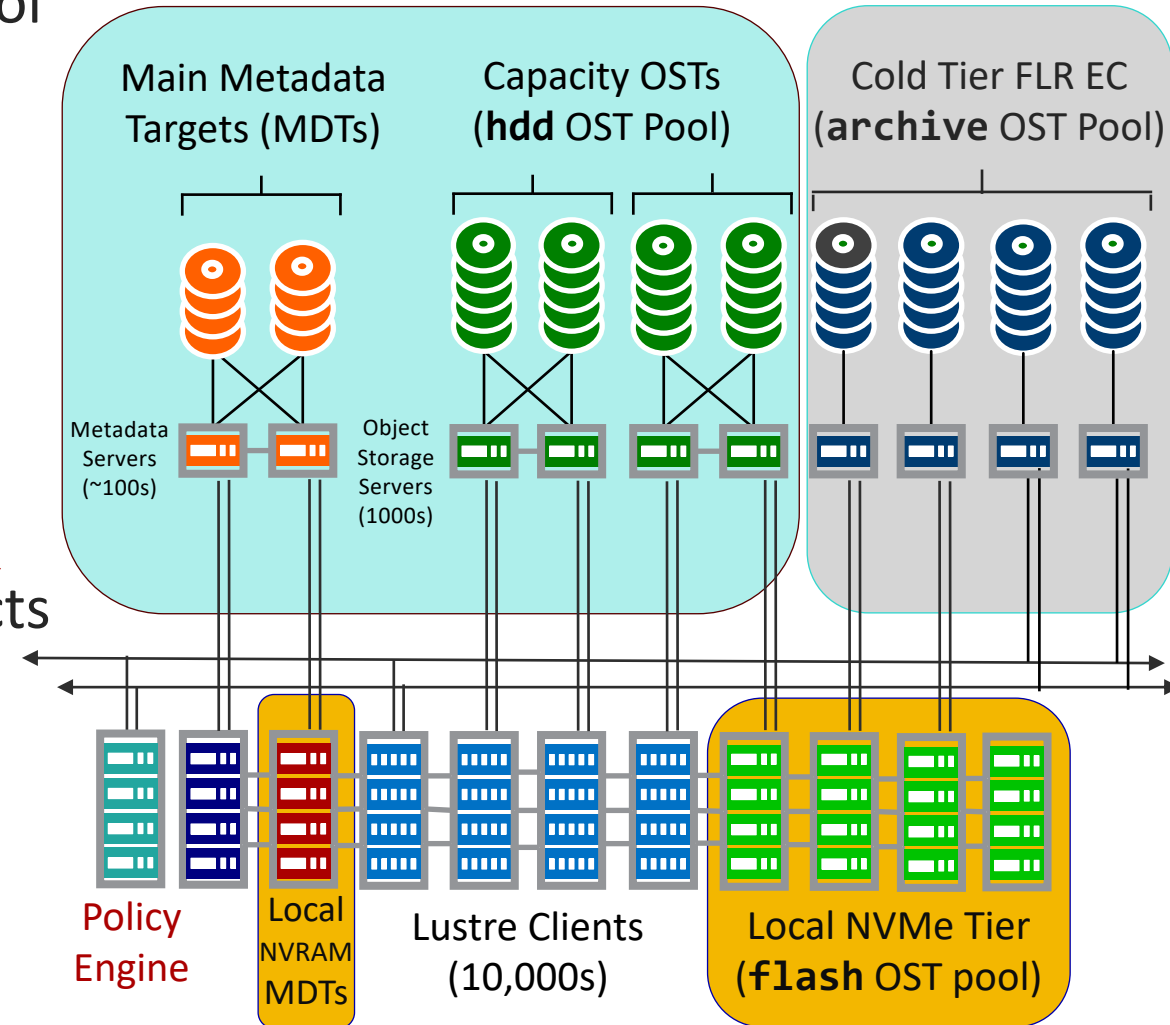 ol
Main Metadata
Targets (MDTs)
Capacity OSTs
(hdd OST Pool)
Cold Tier FLR EC
(archive OST Pool)
Metadata
Servers
(~100s)
Object
Storage
Servers
(1000s)
cts
Policy
Engine
Local
NVRAM
MDTs
Lustre Clients
(10,000s)
Local NVMe Tier
(flash OST pool)